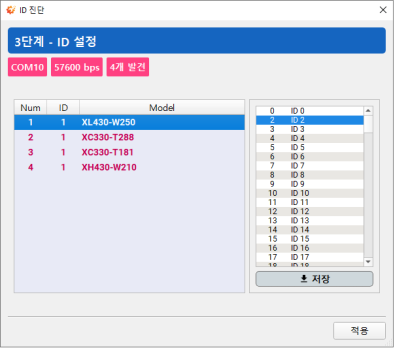 ID 진단
3단계 - ID 설정
COM10 57600 bps 4개 발견
Num ID Model
1 1 XL430-W250
2 1 XC330-T288
3 1 XC330-T181
4 1 XH430-W210
0 ID 0
2 ID 2
3 ID 3
4 ID 4
5 ID 5
6 ID 6
7 ID 7
8 ID 8
9 ID 9
10 ID 10
11 ID 11
12 ID 12
13 ID 13
14 ID 14
15 ID 15
16 ID 16
17 ID 17
18 ID 18
저장
적용